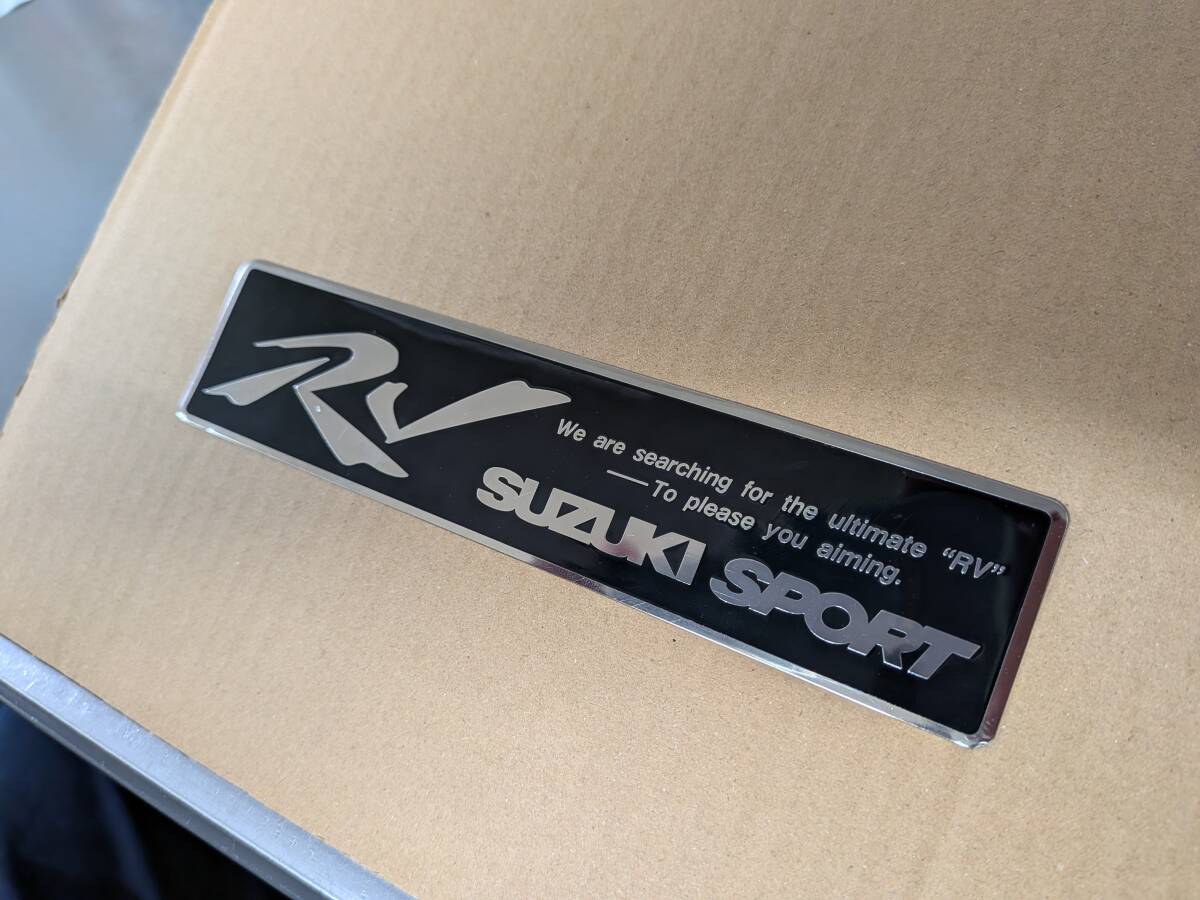 RV
We are searching for the ultimate “RV”
—To please you aiming.
SUZUKI SPORT